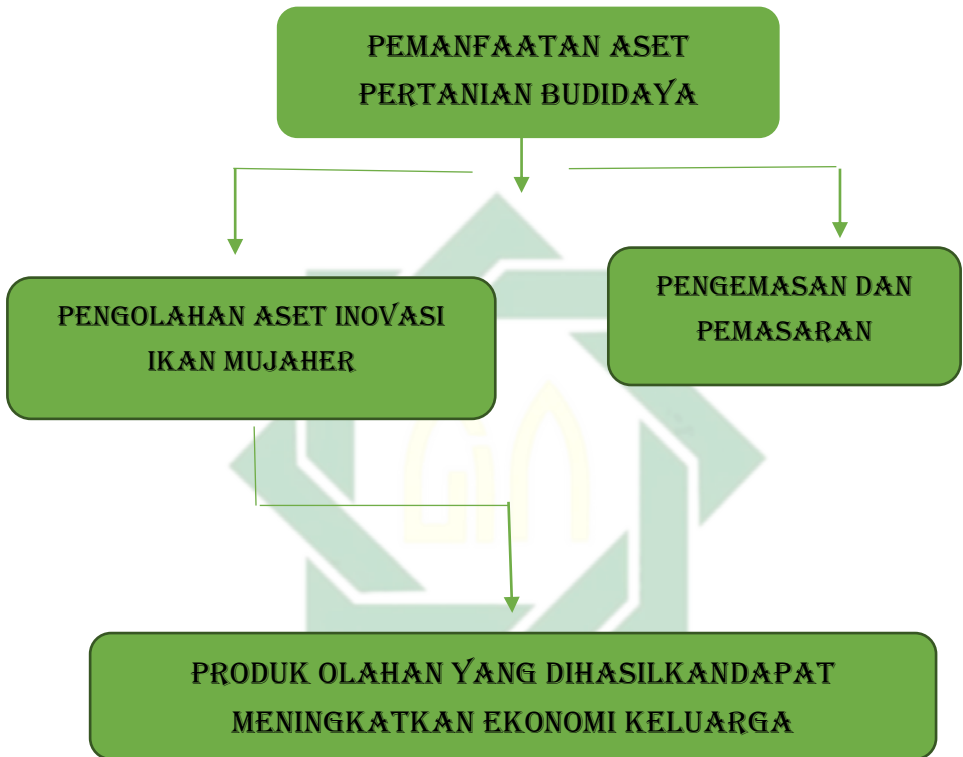 PEMANFAATAN ASET
PERTANIAN BUDIDAYA
PENGOLAHAN ASET INOVASI
IKAN MUJAHER
PENGEMASAN DAN
PEMASARAN
PRODUK OLAHAN YANG DIHASILKANDAPAT
MENINGKATKAN EKONOMI KELUARGA